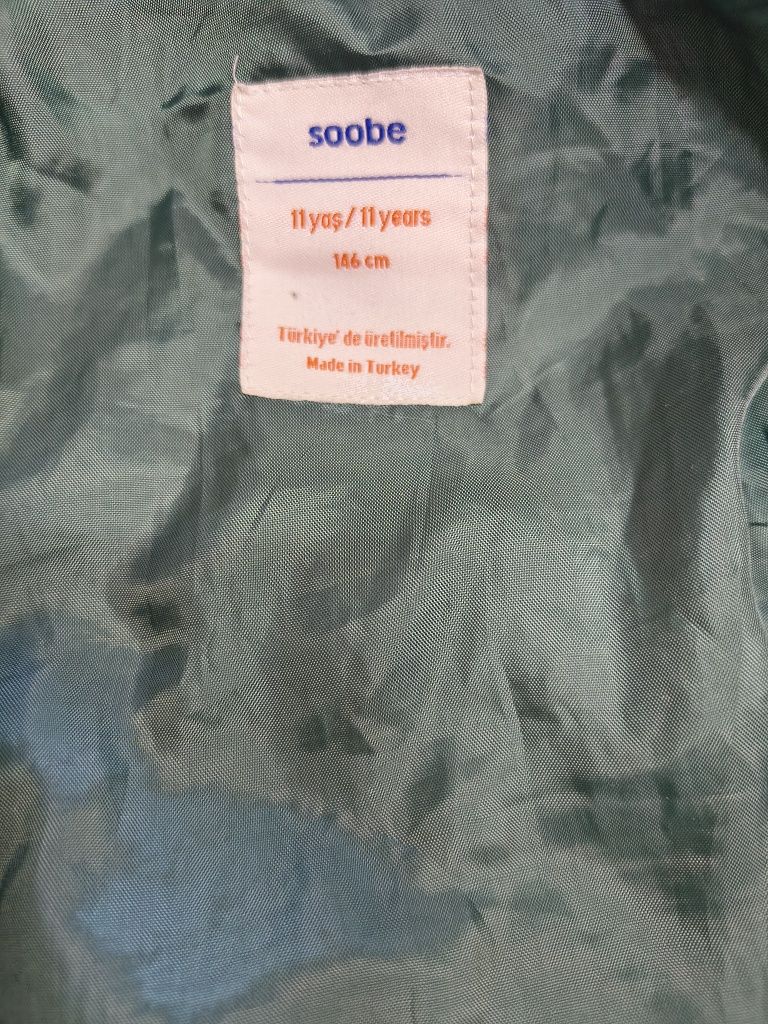 soobe
11 yaş / 11 years
146 cm
Türkiye' de üretilmiştir.
Made in Turkey